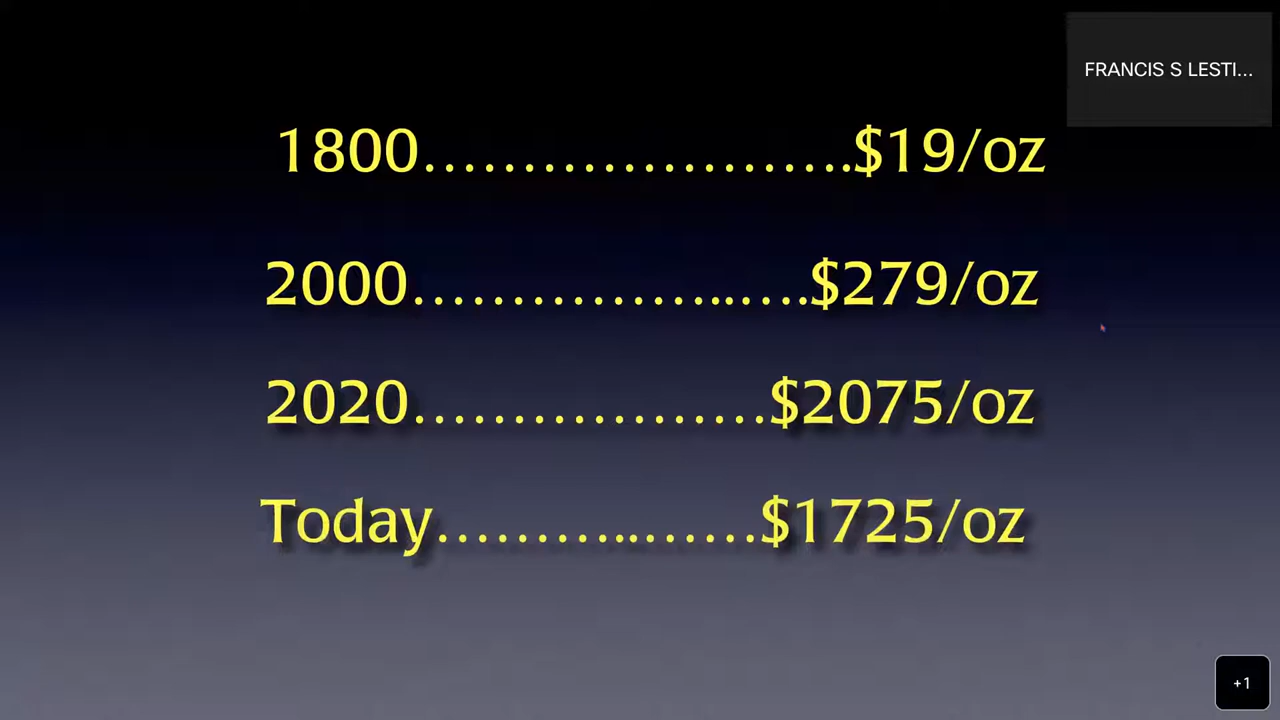 FRANCIS S LESTI...
1800.......................$19/oz
2000.......................$279/oz
2020..................$2075/oz
Today..................$1725/oz
+1